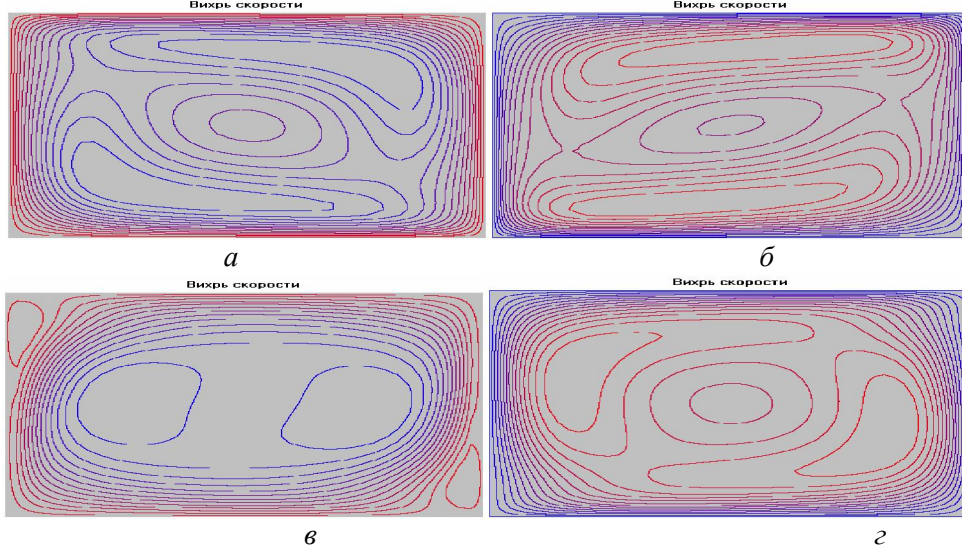 Вихрь скорости
Вихрь скорости
а
б
Вихрь скорости
Вихрь скорости
в
г